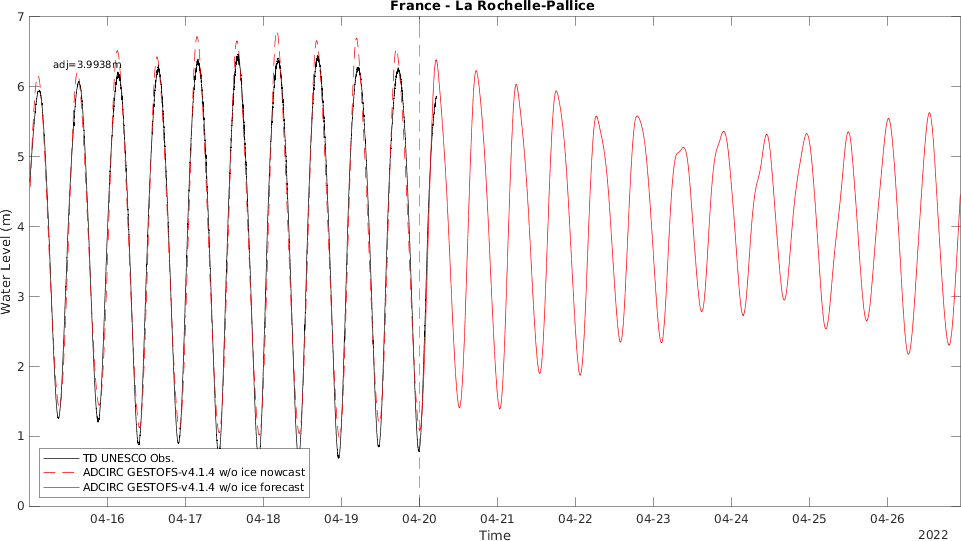 France - La Rochelle-Pallice
7
adj=3.9938m
6
5
4
3
2
1
0
Water Level (m)
TD UNESCO Obs.
ADCIRC GESTOFS-v4.1.4 w/o ice nowcast
ADCIRC GESTOFS-v4.1.4 w/o ice forecast
04-16 04-17 04-18 04-19 04-20 04-21 04-22 04-23 04-24 04-25 04-26
Time
2022